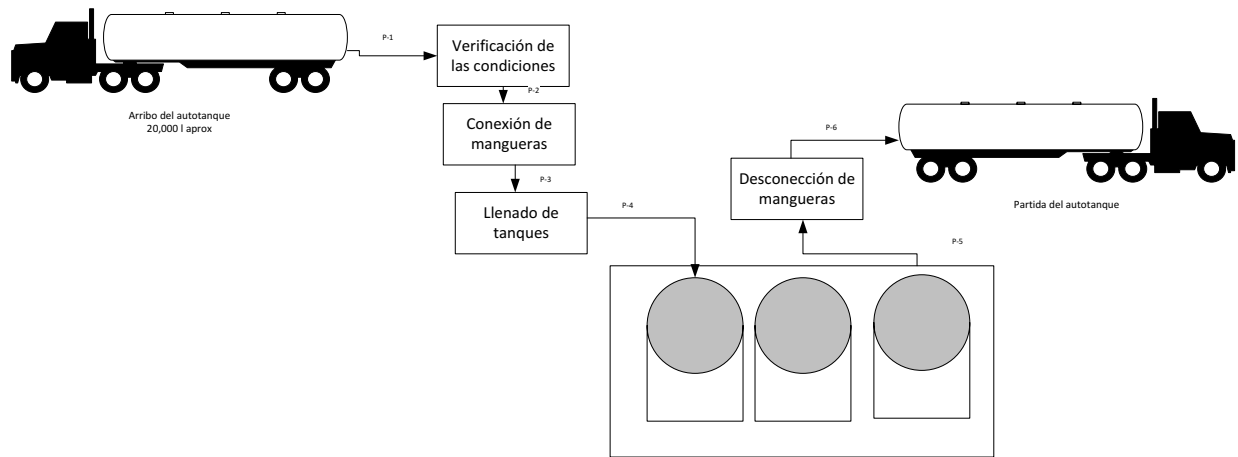 P-1
Verificación de
las condiciones
P-2
Arribo del autotanque
20,000 l aprox
Conexión de
mangueras
P-3
Llenado de
tanques
P-4
P-5
Desconección de
mangueras
P-6
Partida del autotanque